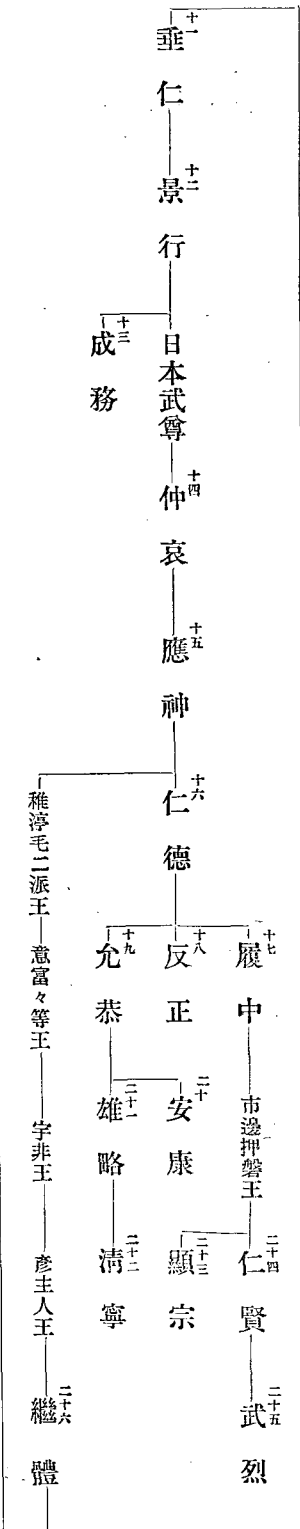 十一 垂仁
十二 景行
日本武尊
十三 成務
十四 仲哀
十五 應神
十六 仁德
十七 履中
十八 反正
十九 允恭
市邊押磐王
二十 安康
二十一 雄略
二十四 仁賢
二十三 顯宗
二十二 淸寧
二十五 武烈
稚渟毛二派王
意富々等王
宇非王
彥主人王
二十六 繼體